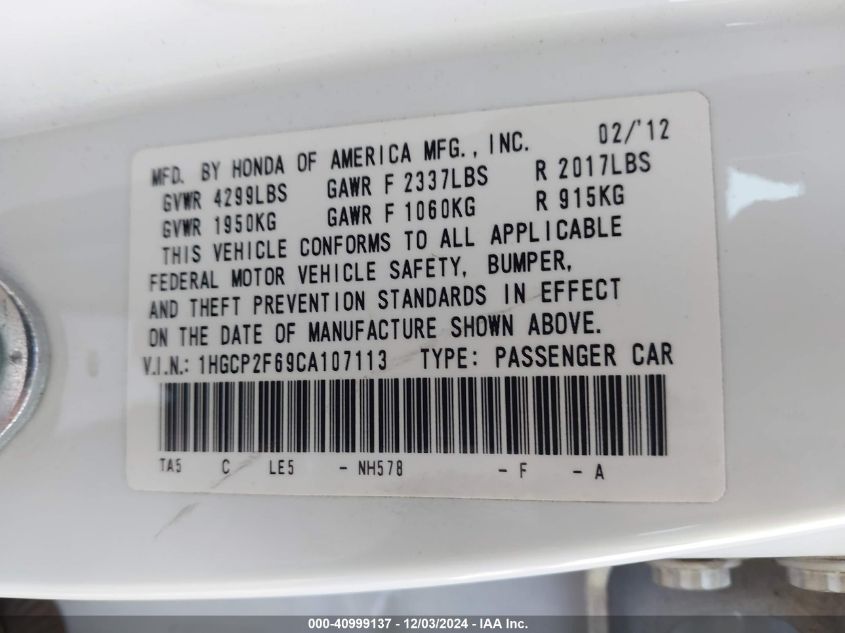 MFD. BY HONDA OF AMERICA MFG., INC. 02/'12
GVWR 4299LBS GAWR F 2337LBS R 2017LBS
GVWR 1950KG GAWR F 1060KG R 915KG
THIS VEHICLE CONFORMS TO ALL APPLICABLE
FEDERAL MOTOR VEHICLE SAFETY, BUMPER,
AND THEFT PREVENTION STANDARDS IN EFFECT
ON THE DATE OF MANUFACTURE SHOWN ABOVE.
V.I.N.: 1HGCP2F69CA107113 TYPE: PASSENGER CAR
TA5 C LE5 - NH578 - F - A
000-40999137 - 12/03/2024 - IAA Inc.